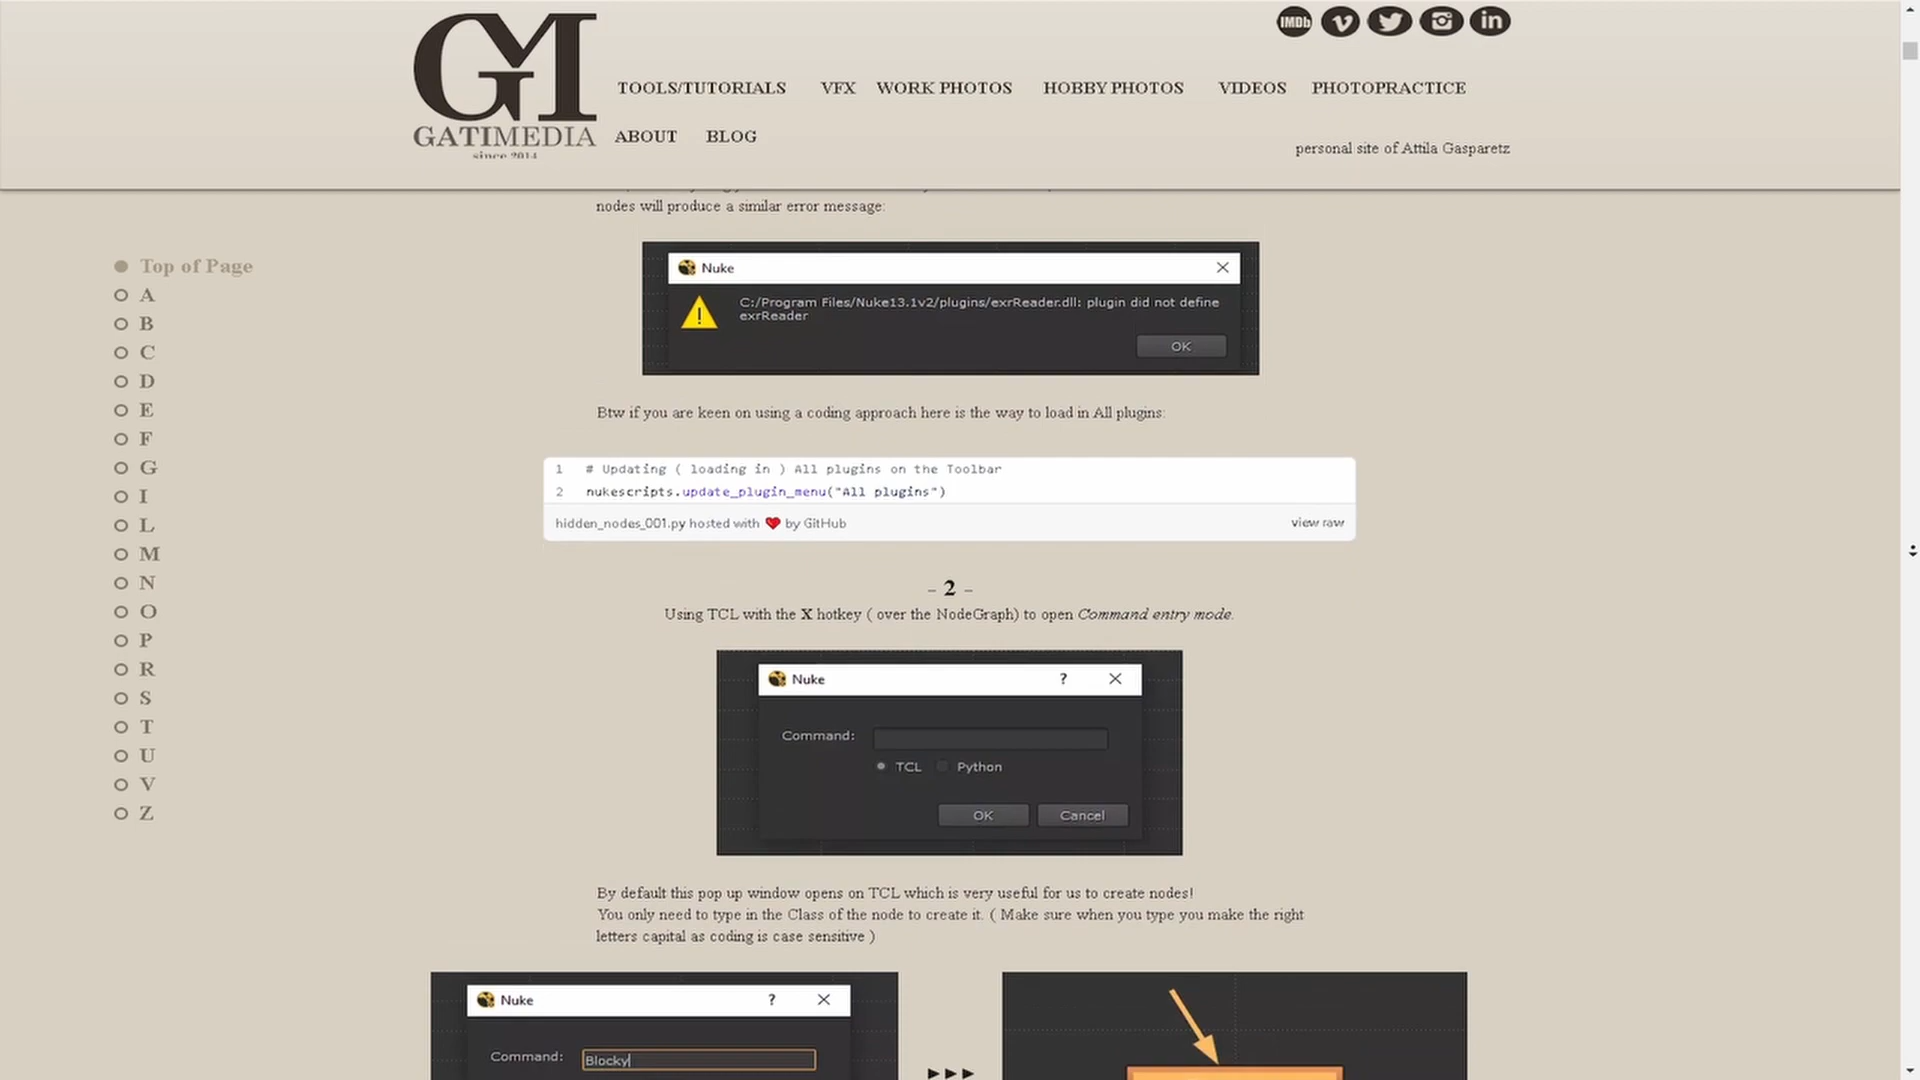 GM
GATIMEDIA
since 2014
IMDb
TOOLS/TUTORIALS VFX WORK PHOTOS HOBBY PHOTOS VIDEOS PHOTOPRACTICE
ABOUT BLOG
personal site of Attila Gasparetz
nodes will produce a similar error message:
Top of Page
A
B
C
D
E
F
G
I
L
M
N
O
P
R
S
T
U
V
Z
Nuke
C:/Program Files/Nuke13.1v2/plugins/exrReader.dll: plugin did not define
exrReader
OK
Btw if you are keen on using a coding approach here is the way to load in All plugins:
1 # Updating ( loading in ) All plugins on the Toolbar
2 nukescripts.update_plugin_menu("All plugins")
hidden_nodes_001.py hosted with ❤ by GitHub view raw
- 2 -
Using TCL with the X hotkey ( over the NodeGraph) to open Command entry mode.
Nuke ?
Command:
TCL Python
OK Cancel
By default this pop up window opens on TCL which is very useful for us to create nodes!
You only need to type in the Class of the node to create it. ( Make sure when you type you make the right
letters capital as coding is case sensitive )
Nuke ?
Command: Blocky